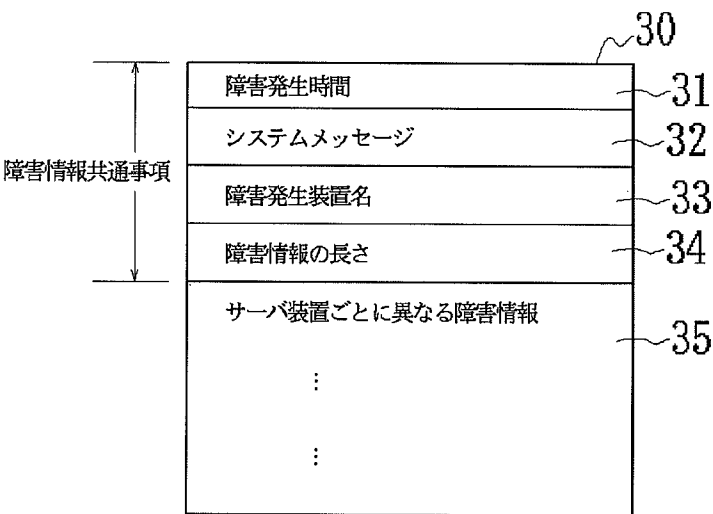 30
障害発生時間
31
システムメッセージ
32
障害情報共通事項
障害発生装置名
33
障害情報の長さ
34
サーバ装置ごとに異なる障害情報
35
⋮
⋮